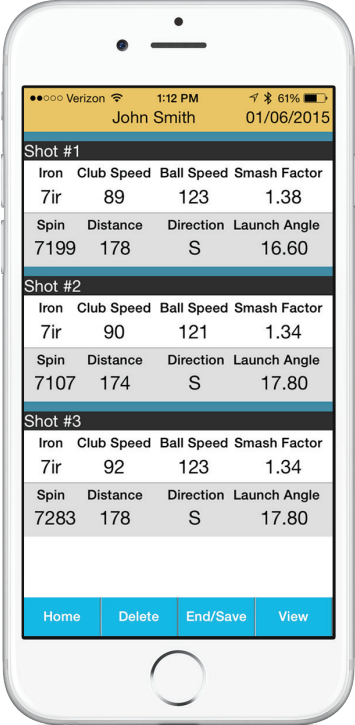 Verizon 1:12 PM 61%
John Smith 01/06/2015
Shot #1
Iron Club Speed Ball Speed Smash Factor
7ir 89 123 1.38
Spin Distance Direction Launch Angle
7199 178 S 16.60
Shot #2
Iron Club Speed Ball Speed Smash Factor
7ir 90 121 1.34
Spin Distance Direction Launch Angle
7107 174 S 17.80
Shot #3
Iron Club Speed Ball Speed Smash Factor
7ir 92 123 1.34
Spin Distance Direction Launch Angle
7283 178 S 17.80
Home Delete End/Save View